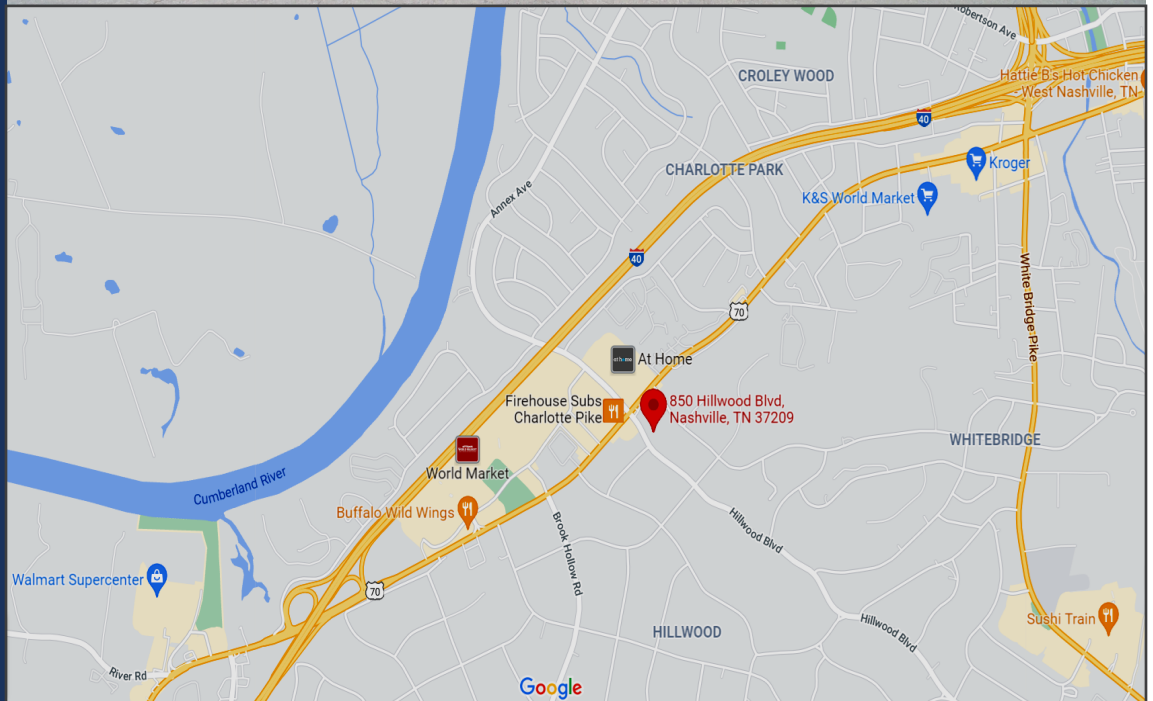 Robertson Ave
CROLEY WOOD
Hattie B's Hot Chicken
- West Nashville, TN
40
CHARLOTTE PARK
Kroger
K&S World Market
Annex Ave
40
White Bridge Pike
70
At Home
at home
Firehouse Subs
Charlotte Pike
850 Hillwood Blvd,
Nashville, TN 37209
WHITEBRIDGE
World Market
Cumberland River
Buffalo Wild Wings
Hillwood Blvd
Brook Hollow Rd
Walmart Supercenter
70
Sushi Train
HILLWOOD
Hillwood Blvd
River Rd
Google